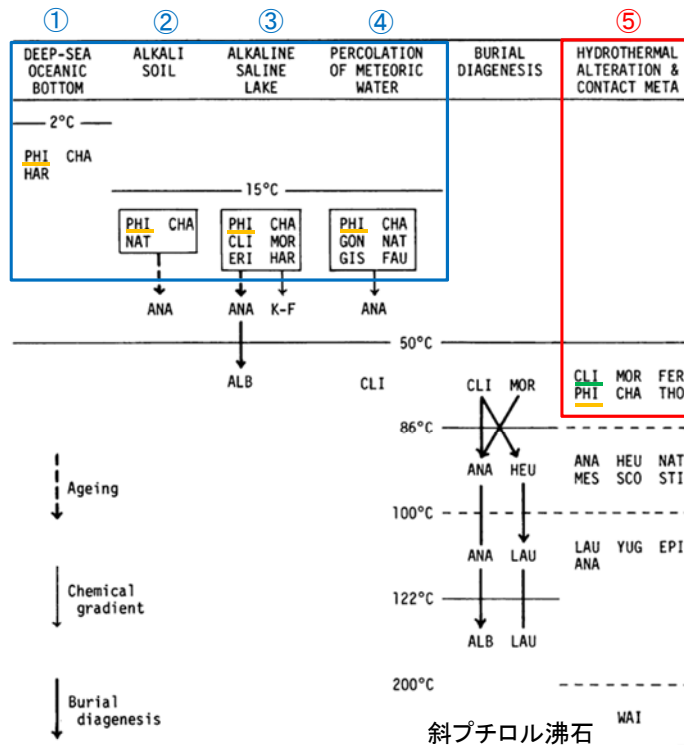 ① ② ③ ④ ⑤
DEEP-SEA OCEANIC BOTTOM
ALKALI SOIL
ALKALINE SALINE LAKE
PERCOLATION OF METEORIC WATER
BURIAL DIAGENESIS
HYDROTHERMAL ALTERATION & CONTACT META
2°C
PHI CHA
HAR
15°C
PHI CHA
NAT
PHI CHA
CLI MOR
ERI HAR
PHI CHA
GON NAT
GIS FAU
ANA
ANA K-F
ANA
50°C
ALB
CLI
CLI MOR
CLI MOR FER
PHI CHA THO
86°C
ANA HEU
ANA HEU NAT
MES SCO STI
Ageing
100°C
ANA LAU
LAU YUG EPI
ANA
Chemical
gradient
122°C
ALB LAU
200°C
Burial
diagenesis
WAI
斜プチロル沸石